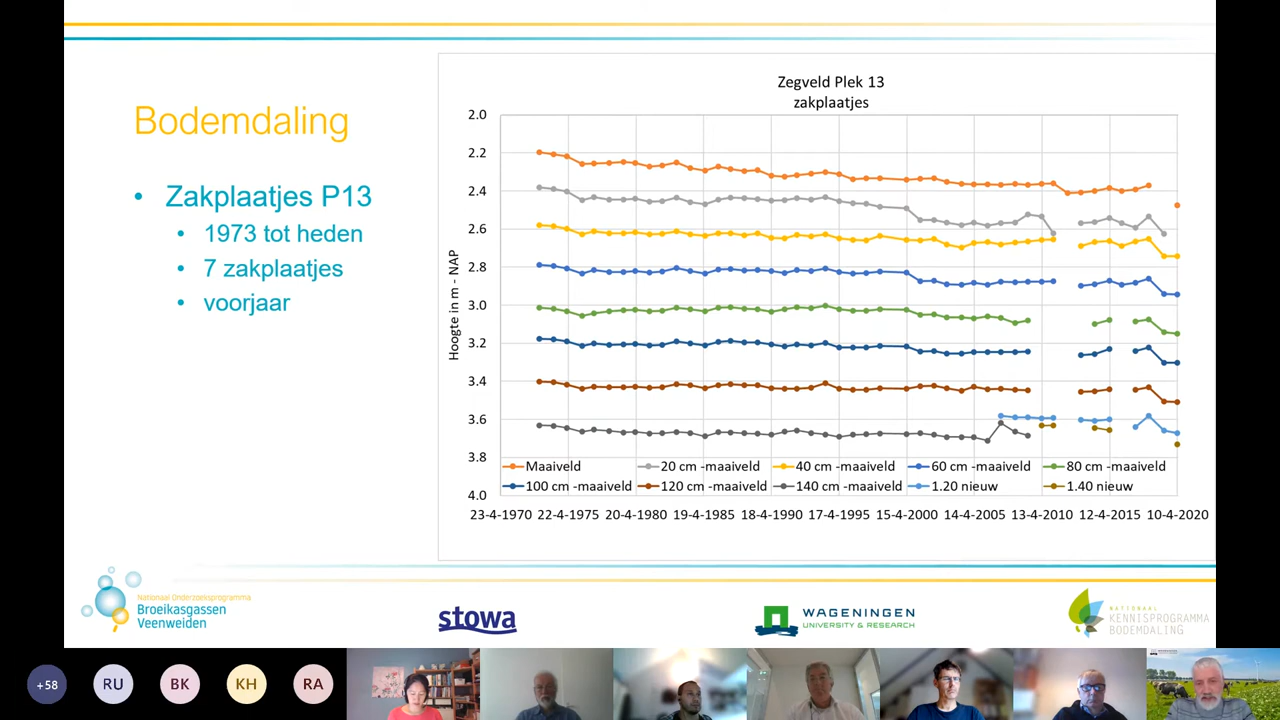 Bodemdaling
• Zakplaatjes P13
• 1973 tot heden
• 7 zakplaatjes
• voorjaar
Zegveld Plek 13
zakplaatjes
Hoogte in m - NAP
2.0
2.2
2.4
2.6
2.8
3.0
3.2
3.4
3.6
3.8
4.0
Maaiveld 20 cm -maaiveld 40 cm -maaiveld 60 cm -maaiveld 80 cm -maaiveld
100 cm -maaiveld 120 cm -maaiveld 140 cm -maaiveld 1.20 nieuw 1.40 nieuw
23-4-1970 22-4-1975 20-4-1980 19-4-1985 18-4-1990 17-4-1995 15-4-2000 14-4-2005 13-4-2010 12-4-2015 10-4-2020
Nationaal Onderzoeksprogramma
Broeikasgassen
Veenweiden
stowa
WAGENINGEN
UNIVERSITY & RESEARCH
NATIONAAL
KENNISPROGRAMMA
BODEMDALING
+58 RU BK KH RA